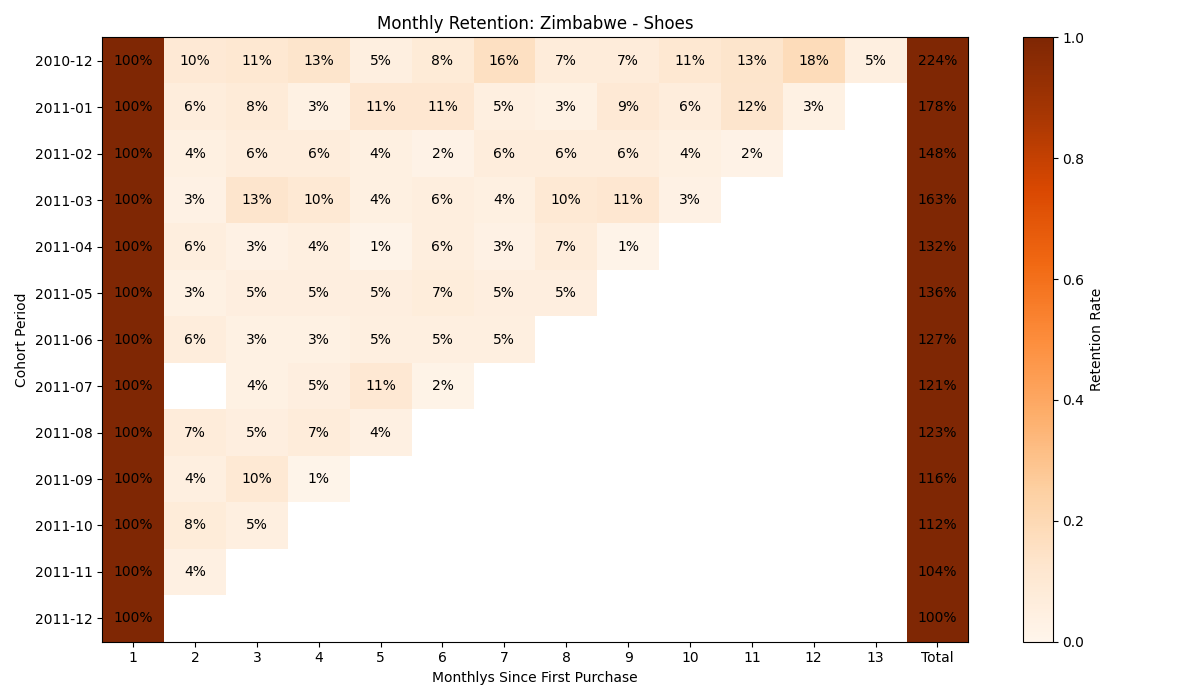 Monthly Retention: Zimbabwe - Shoes
2010-12 100% 10% 11% 13% 5% 8% 16% 7% 7% 11% 13% 18% 5% 224%
2011-01 100% 6% 8% 3% 11% 11% 5% 3% 9% 6% 12% 3% 178%
2011-02 100% 4% 6% 6% 4% 2% 6% 6% 6% 4% 2% 148%
2011-03 100% 3% 13% 10% 4% 6% 4% 10% 11% 3% 163%
2011-04 100% 6% 3% 4% 1% 6% 3% 7% 1% 132%
2011-05 100% 3% 5% 5% 5% 7% 5% 5% 136%
2011-06 100% 6% 3% 3% 5% 5% 5% 127%
2011-07 100% 4% 5% 11% 2% 121%
2011-08 100% 7% 5% 7% 4% 123%
2011-09 100% 4% 10% 1% 116%
2011-10 100% 8% 5% 112%
2011-11 100% 4% 104%
2011-12 100% 100%
1 2 3 4 5 6 7 8 9 10 11 12 13 Total
Monthlys Since First Purchase
Cohort Period
1.0
0.8
0.6
0.4
0.2
0.0
Retention Rate